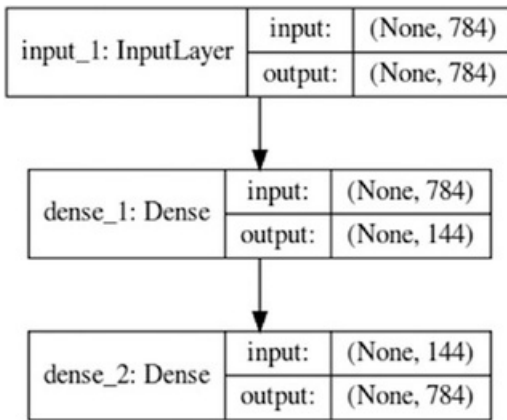 input_1: InputLayer input: (None, 784)
output: (None, 784)
dense_1: Dense input: (None, 784)
output: (None, 144)
dense_2: Dense input: (None, 144)
output: (None, 784)